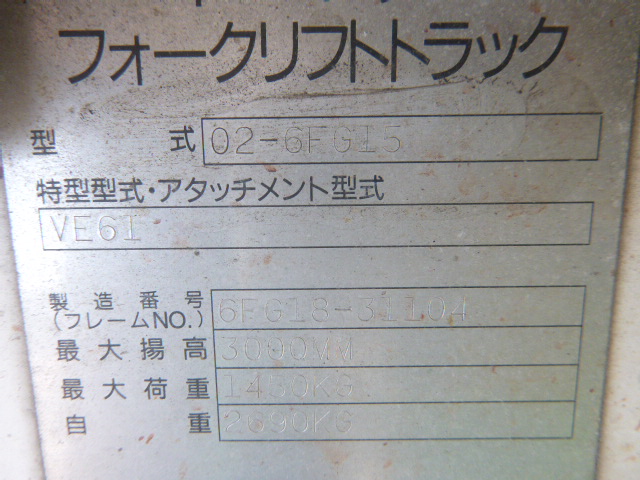 フォークリフトトラック
型 式 02-6FG15
特型型式・アタッチメント型式
VE61
製造番号 6FG18-31104
(フレームNO.)
最大揚高 3000MM
最大荷重 1450KG
自 重 2690KG